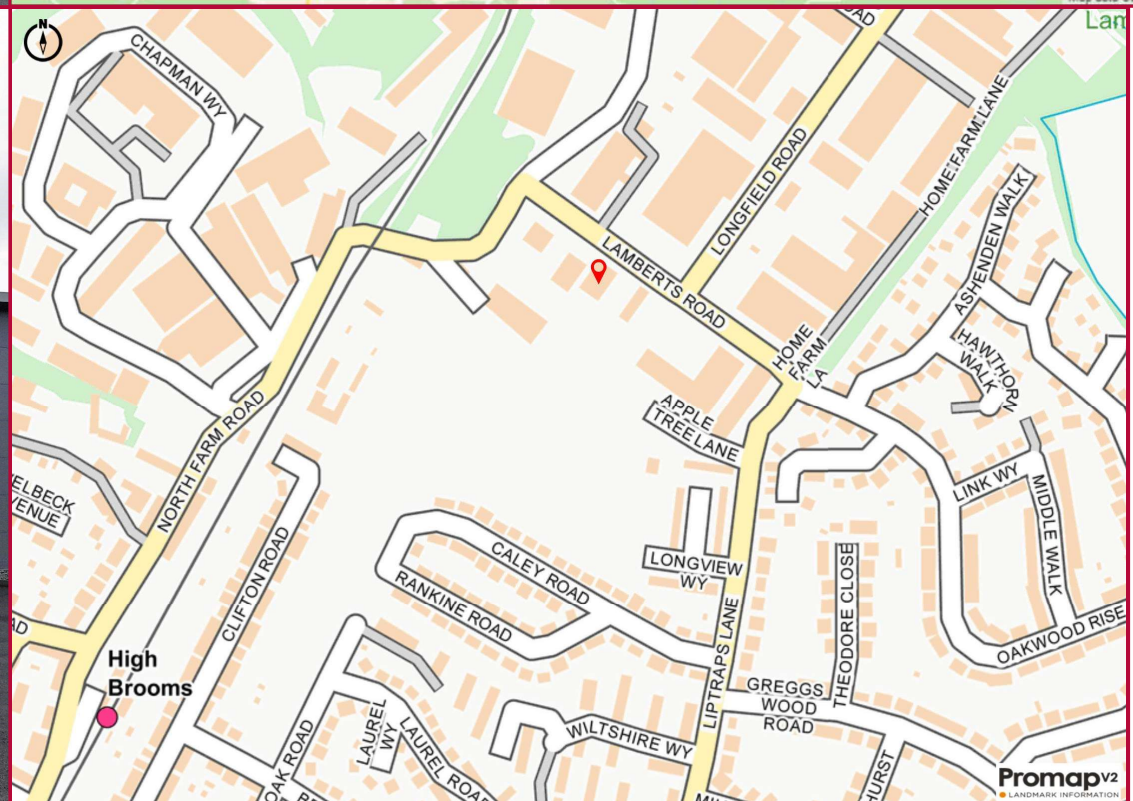 N
CHAPMAN WY
LONGFIELD ROAD
HOME FARM LANE
LAMBERTS ROAD
ASHENDEN WALK
HOME
FARM
LA
HAWTHORN
WALK
APPLE
TREE LANE
NORTH FARM ROAD
LINK WY
MIDDLE WALK
CLIFTON ROAD
CALEY ROAD
RANKINE ROAD
LONGVIEW
WY
LIPTRAPS LANE
THEODORE CLOSE
OAKWOOD RISE
High
Brooms
GREGGS
WOOD
ROAD
LAUREL
WY
LAUREL ROAD
WILTSHIRE WY
OAK ROAD
Promap V2
LANDMARK INFORMATION